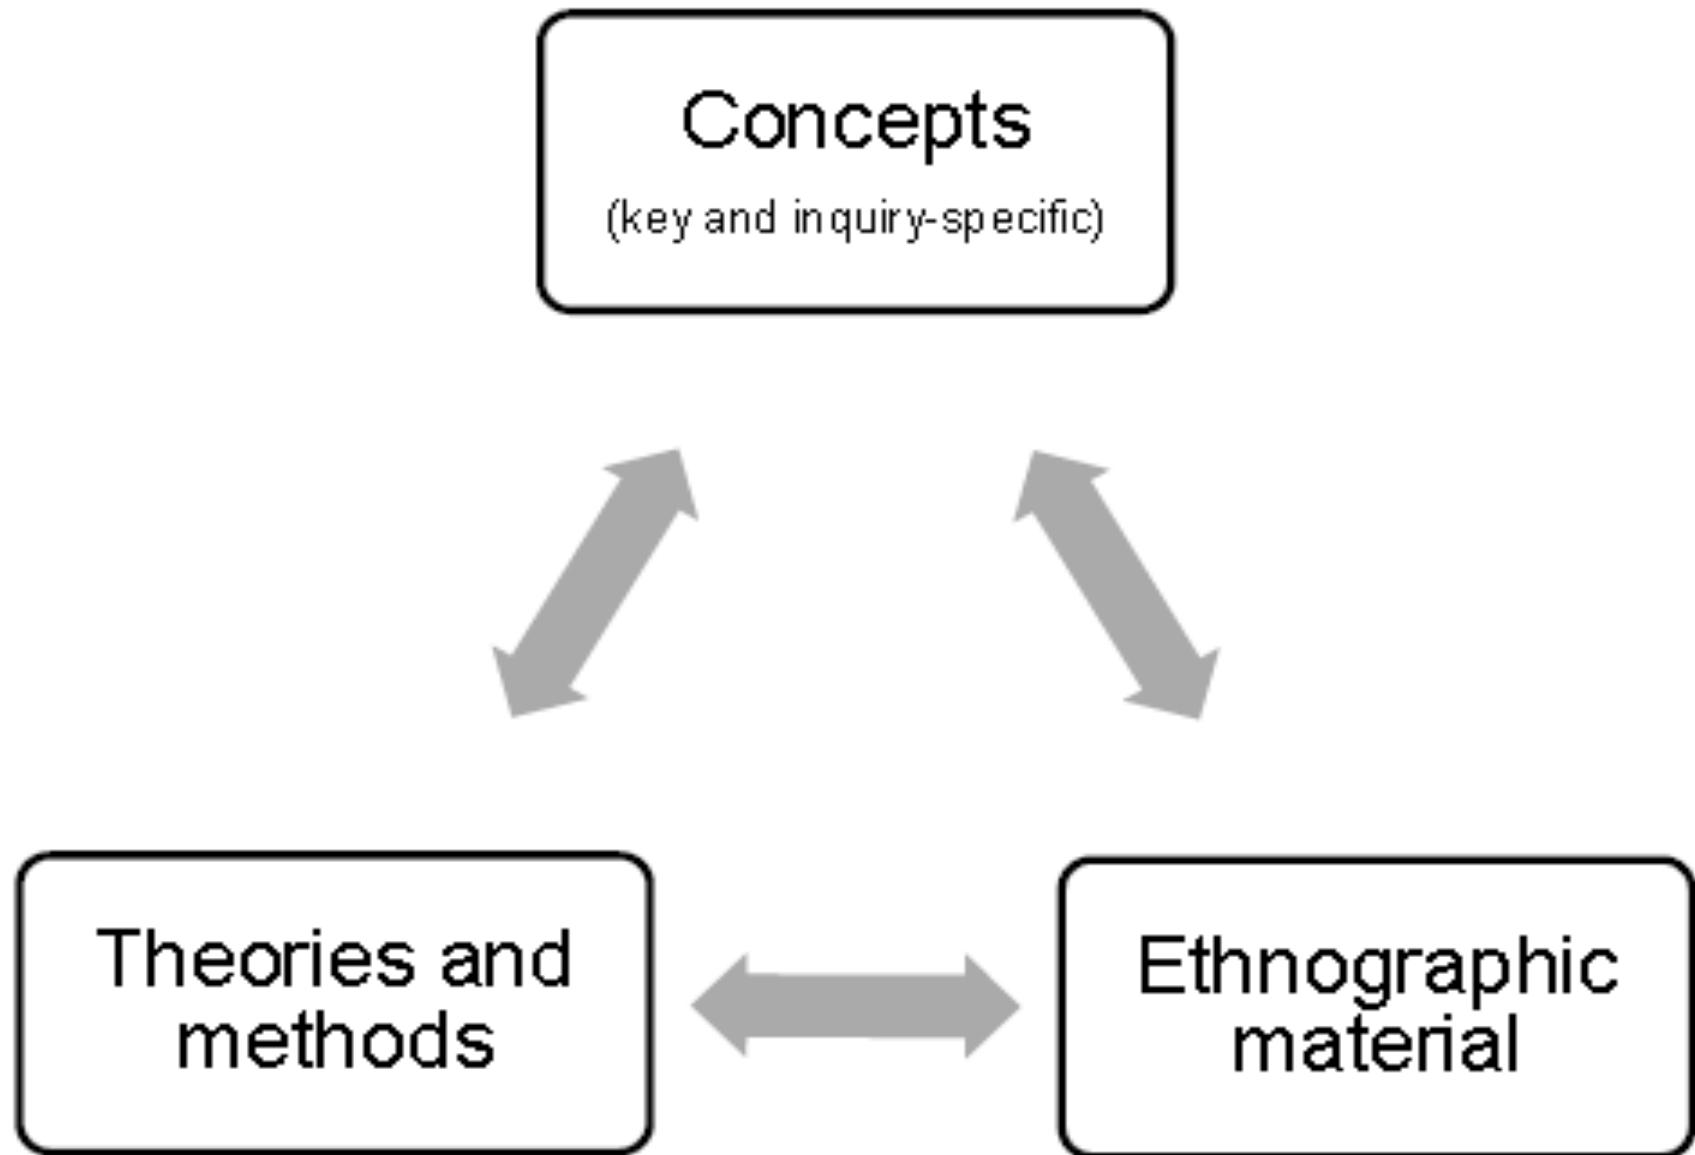 Concepts
(key and inquiry-specific)
Theories and
methods
Ethnographic
material